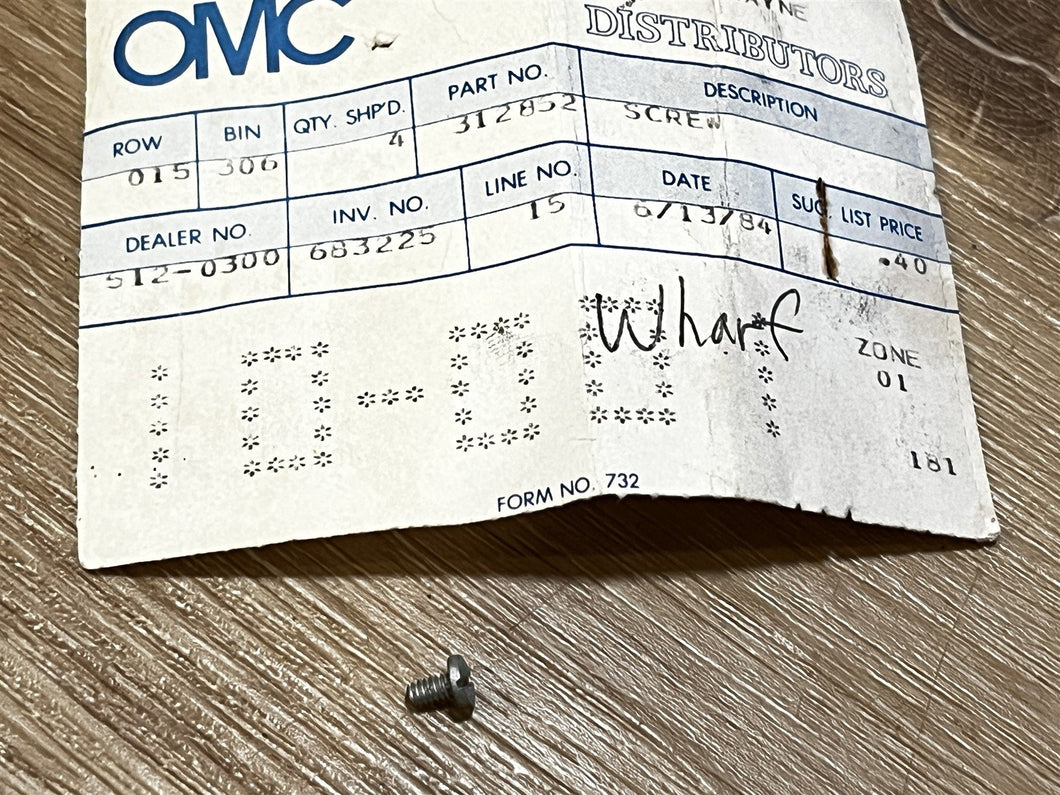 OMC
DISTRIBUTORS
ROW BIN QTY. SHP'D. PART NO. DESCRIPTION
015 306 4 312852 SCREW
DEALER NO. INV. NO. LINE NO. DATE SUG. LIST PRICE
512-0300 683225 15 6/13/84 .40
Wharf
10-001
ZONE
01
181
FORM NO. 732